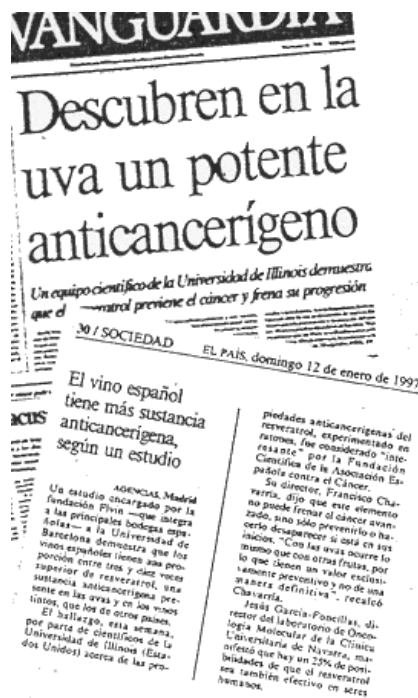 VANGUARDIA
Descubren en la
uva un potente
anticancerígeno
Un equipo científico de la Universidad de Illinois demuestra
que el resveratrol previene el cáncer y frena su progresión
30 / SOCIEDAD
EL PAÍS, domingo 12 de enero de 1997
El vino español
tiene más sustancia
anticancerígena,
según un estudio
AGENCIAS, Madrid
Un estudio encargado por la
fundación Fivin —que integra
a las principales bodegas espa-
ñolas— a la Universidad de
Barcelona demuestra que los
vinos españoles tienen una pro-
porción entre tres y diez veces
superior de resveratrol, una
sustancia anticancerígena pre-
sente en las uvas y en los vinos
tintos, que los de otros países.
El hallazgo, esta semana,
por parte de científicos de la
Universidad de Illinois (Esta-
dos Unidos) acerca de las pro-
piedades anticancerígenas del
resveratrol, experimentado en
ratones, fue considerado "inte-
resante" por la Fundación
Científica de la Asociación Es-
pañola contra el Cáncer.
Su director, Francisco Cha-
varría, dijo que este elemento
no puede frenar el cáncer avan-
zado, sino sólo prevenirlo o ha-
cerlo desaparecer si está en sus
inicios. "Con las uvas ocurre lo
mismo que con otras frutas, por
lo que tienen un valor exclusi-
vamente preventivo y no de una
manera definitiva", recalcó
Chavarría.
Jesús García-Foncillas, di-
rector del laboratorio de Onco-
logía Molecular de la Clínica
Universitaria de Navarra, ma-
nifestó que hay un 25% de posi-
bilidades de que el resveratrol
sea también efectivo en seres
humanos.